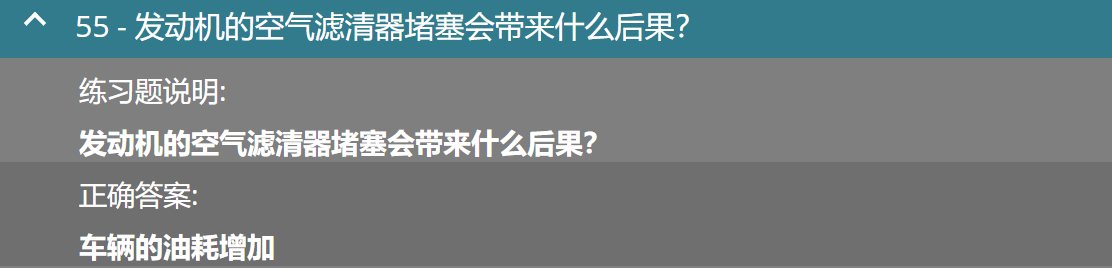 55 - 发动机的空气滤清器堵塞会带来什么后果?
练习题说明:
发动机的空气滤清器堵塞会带来什么后果?
正确答案:
车辆的油耗增加